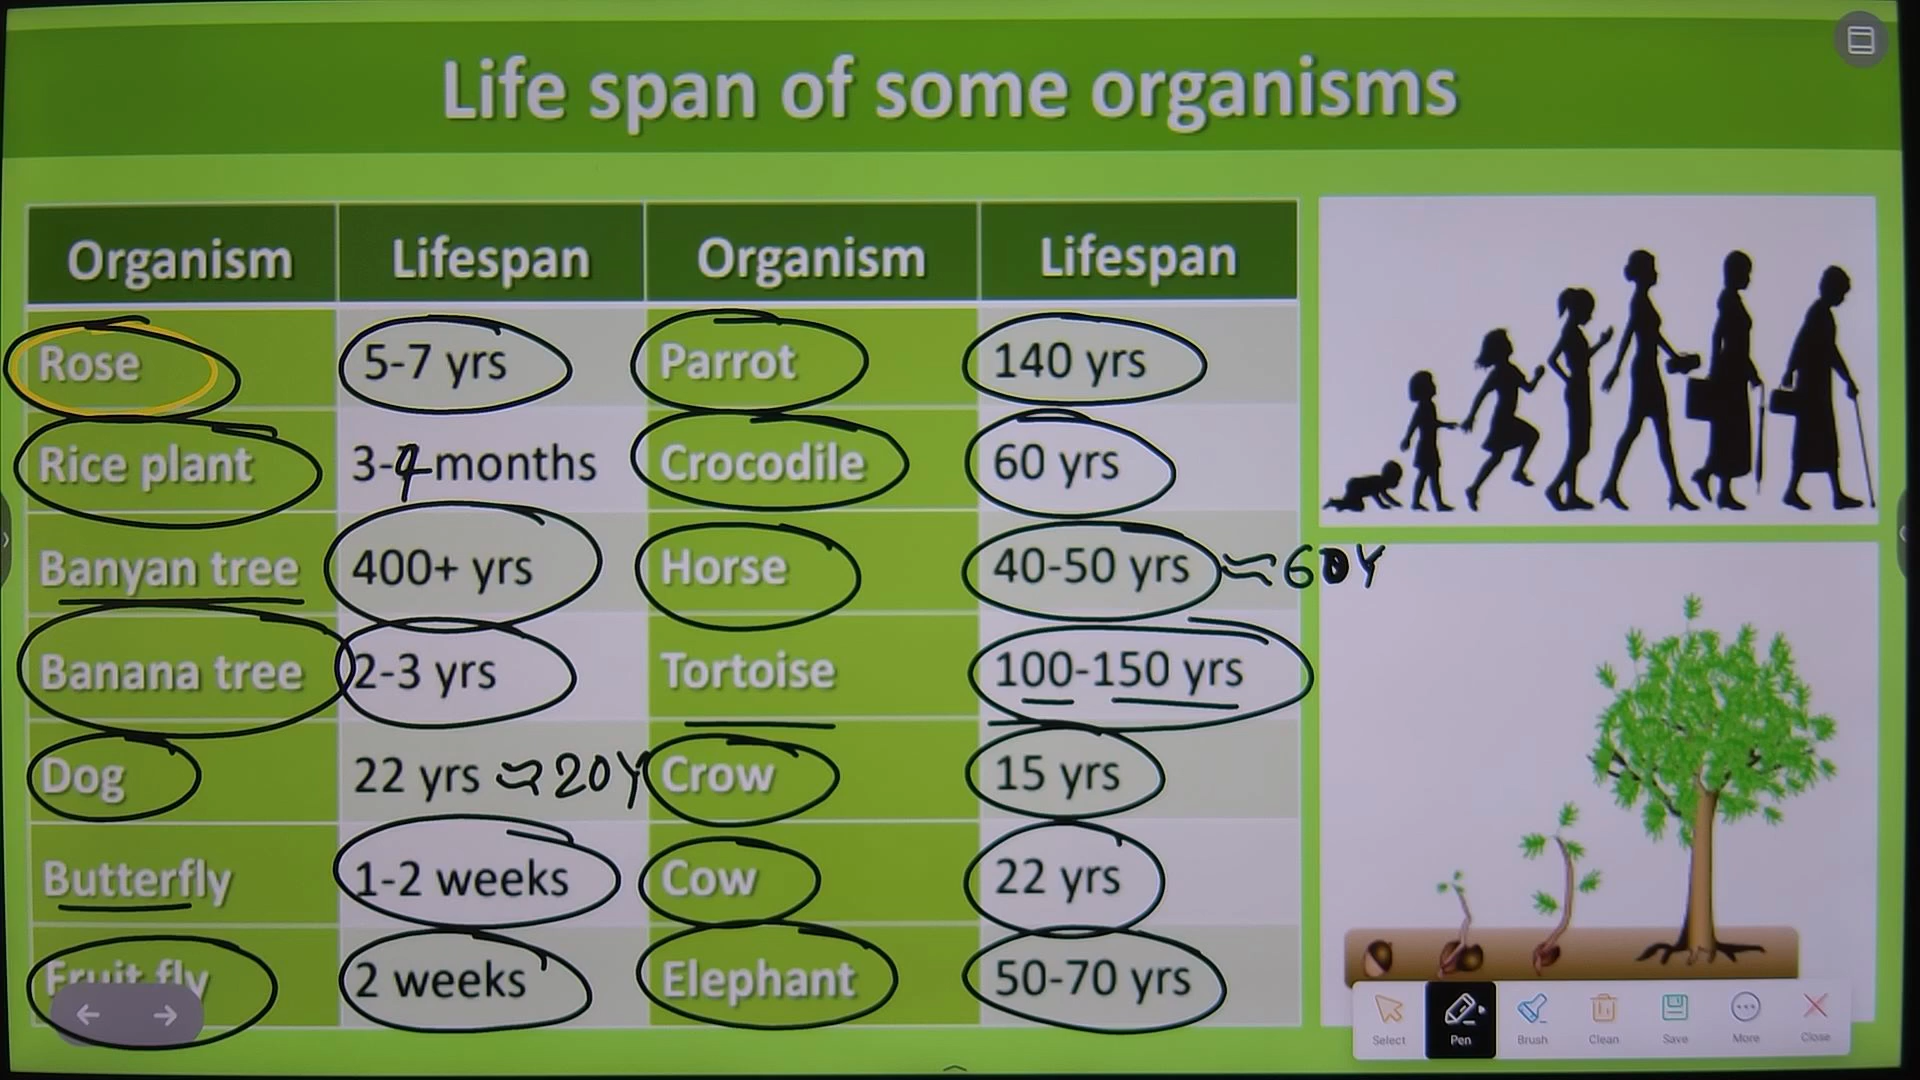 Life span of some organisms
Organism Lifespan Organism Lifespan
Rose 5-7 yrs Parrot 140 yrs
Rice plant 3-4 months Crocodile 60 yrs
Banyan tree 400+ yrs Horse 40-50 yrs ≈60Y
Banana tree 2-3 yrs Tortoise 100-150 yrs
Dog 22 yrs ≈20Y Crow 15 yrs
Butterfly 1-2 weeks Cow 22 yrs
Fruit fly 2 weeks Elephant 50-70 yrs
Select Pen Brush Clean Save More Close